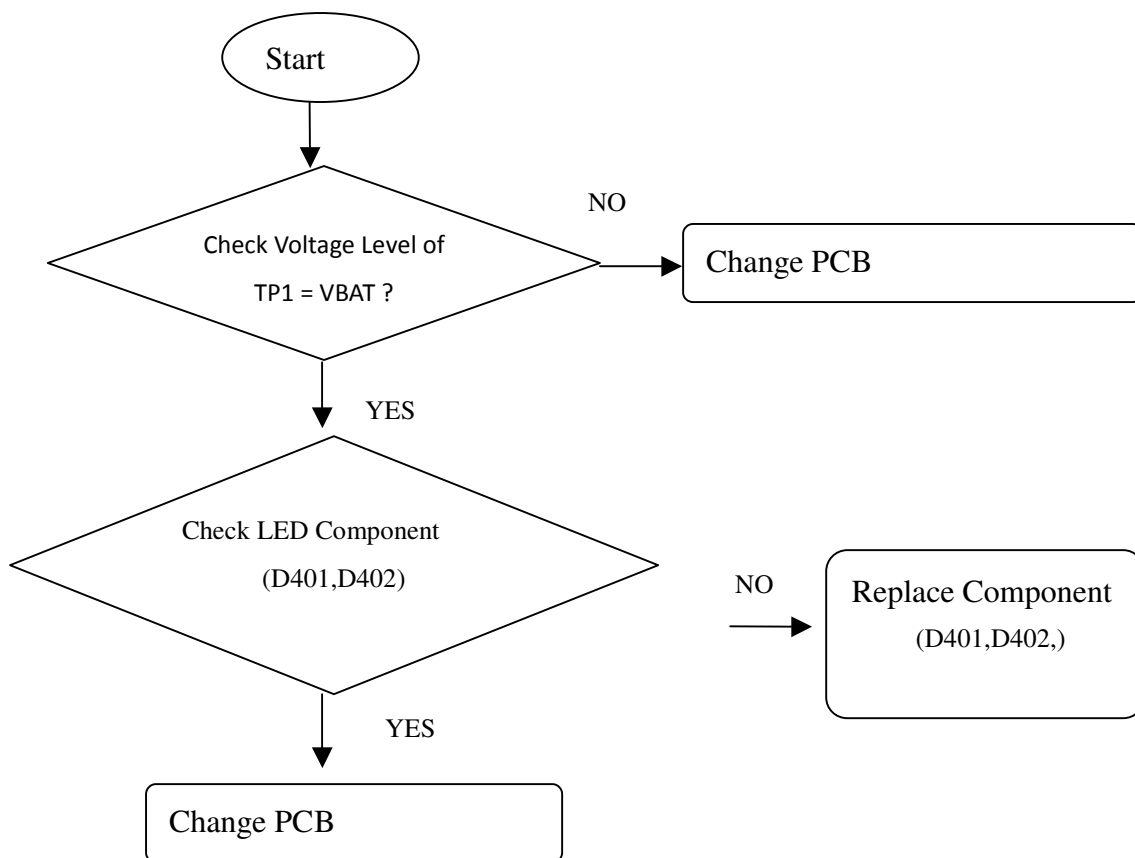 Start
NO
Check Voltage Level of
TP1 = VBAT ?
Change PCB
YES
Check LED Component
(D401,D402)
NO
Replace Component
(D401,D402,)
YES
Change PCB